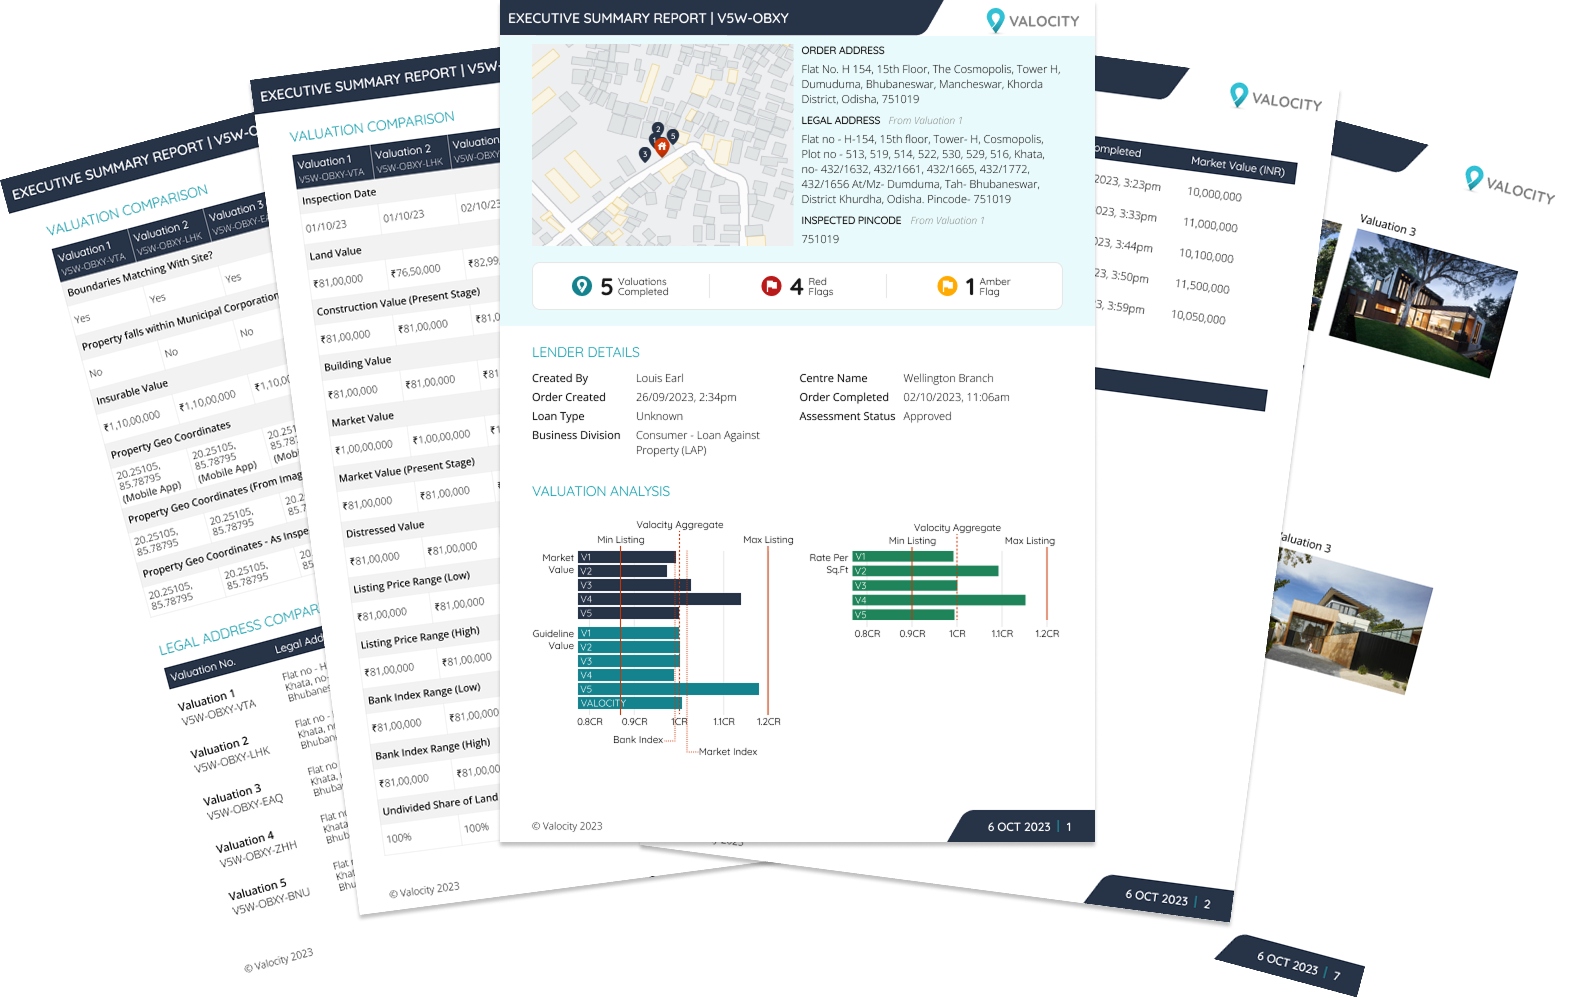 EXECUTIVE SUMMARY REPORT | V5W-OBXY
VALOCITY
ORDER ADDRESS
Flat No. H 154, 15th Floor, The Cosmopolis, Tower H,
Dumuduma, Bhubaneswar, Mancheswar, Khorda
District, Odisha, 751019
LEGAL ADDRESS From Valuation 1
Flat no - H-154, 15th floor, Tower- H, Cosmopolis,
Plot no - 513, 519, 514, 522, 530, 529, 516, Khata,
no- 432/1632, 432/1661, 432/1665, 432/1772,
432/1656 At/Mz- Dumduma, Tah- Bhubaneswar,
District Khurdha, Odisha. Pincode- 751019
INSPECTED PINCODE From Valuation 1
751019
2
5
3
5 Valuations Completed
4 Red Flags
1 Amber Flag
LENDER DETAILS
Created By Louis Earl
Order Created 26/09/2023, 2:34pm
Loan Type Unknown
Business Division Consumer - Loan Against
Property (LAP)
Centre Name Wellington Branch
Order Completed 02/10/2023, 11:06am
Assessment Status Approved
VALUATION ANALYSIS
Valocity Aggregate
Min Listing Max Listing
Market Value
V1
V2
V3
V4
V5
Guideline Value
V1
V2
V3
V4
V5
VALOCITY
0.8CR 0.9CR 1CR 1.1CR 1.2CR
Bank Index
Market Index
Valocity Aggregate
Min Listing Max Listing
Rate Per Sq.Ft
V1
V2
V3
V4
V5
0.8CR 0.9CR 1CR 1.1CR 1.2CR
© Valocity 2023
6 OCT 2023 | 1
EXECUTIVE SUMMARY REPORT | V5W-
VALUATION COMPARISON
Valuation 1 Valuation 2 Valuation
V5W-OBXY-VTA V5W-OBXY-LHK V5W-OBXY
Inspection Date
01/10/23 01/10/23 02/10/23
Land Value
₹81,00,000 ₹76,50,000 ₹82,99,
Construction Value (Present Stage)
₹81,00,000 ₹81,00,000 ₹81,0
Building Value
₹81,00,000 ₹81,00,000 ₹81
Market Value
₹1,00,00,000 ₹1,00,00,000 ₹1
Market Value (Present Stage)
₹81,00,000 ₹81,00,000
Distressed Value
₹81,00,000 ₹81,00,000
Listing Price Range (Low)
₹81,00,000 ₹81,00,000
Listing Price Range (High)
₹81,00,000 ₹81,00,000
Bank Index Range (Low)
₹81,00,000 ₹81,00,000
Bank Index Range (High)
₹81,00,000 ₹81,00,00
Undivided Share of Land
100% 100%
© Valocity 2023
EXECUTIVE SUMMARY REPORT | V5W-O
VALUATION COMPARISON
Valuation 1 Valuation 2 Valuation 3
V5W-OBXY-VTA V5W-OBXY-LHK V5W-OBXY-EA
Boundaries Matching With Site?
Yes Yes Yes
Property falls within Municipal Corporation
No No No
Insurable Value
₹1,10,00,000 ₹1,10,00,000 ₹1,10,00
Property Geo Coordinates
20.25105, 20.25105, 20.251
85.78795 85.78795 85.787
(Mobile App) (Mobile App) (Mob
Property Geo Coordinates (From Imag
20.25105, 20.25105, 20.2
85.78795 85.78795 85.7
Property Geo Coordinates - As Inspe
20.25105, 20.25105, 20
85.78795 85.78795 85
LEGAL ADDRESS COMPAR
Valuation No. Legal Add
Valuation 1 Flat no - H
V5W-OBXY-VTA Khata, no-
Bhubanes
Valuation 2 Flat no -
V5W-OBXY-LHK Khata, n
Bhuban
Valuation 3 Flat no
V5W-OBXY-EAQ Khata,
Bhuba
Valuation 4 Flat n
V5W-OBXY-ZHH Khata
Bhub
Valuation 5 Flat
V5W-OBXY-BNU Kha
Bh
© Valocity 2023
VALOCITY
ompleted Market Value (INR)
2023, 3:23pm 10,000,000
023, 3:33pm 11,000,000
023, 3:44pm 10,100,000
23, 3:50pm 11,500,000
3, 3:59pm 10,050,000
6 OCT 2023 | 2
VALOCITY
Valuation 3
aluation 3
6 OCT 2023 | 7